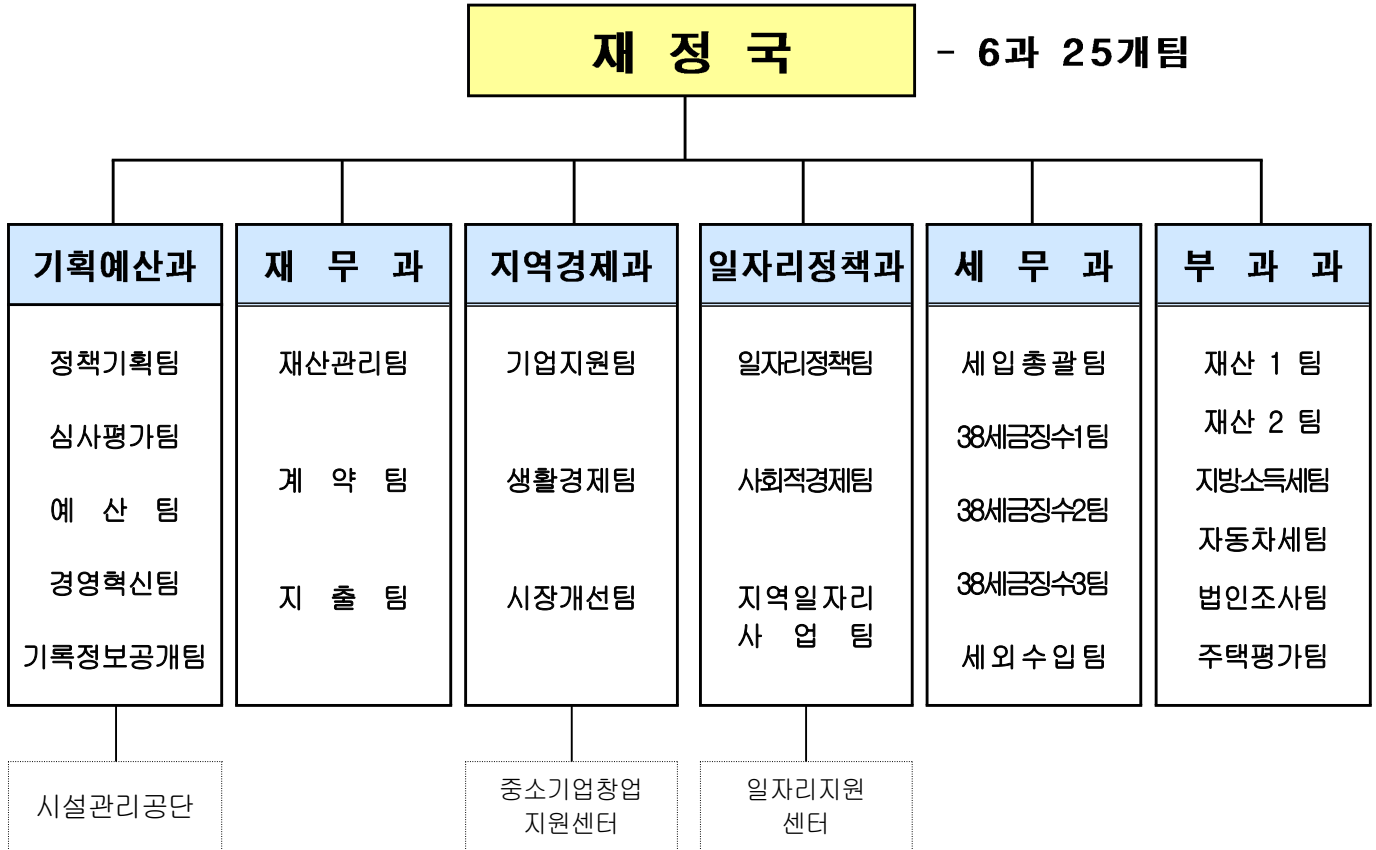 재 정 국
- 6과 25개팀
기획예산과
정책기획팀
심사평가팀
예 산 팀
경영혁신팀
기록정보공개팀
시설관리공단
재 무 과
재산관리팀
계 약 팀
지 출 팀
지역경제과
기업지원팀
생활경제팀
시장개선팀
중소기업창업
지원센터
일자리정책과
일자리정책팀
사회적경제팀
지역일자리
사 업 팀
일자리지원
센터
세 무 과
세입총괄팀
38세금징수1팀
38세금징수2팀
38세금징수3팀
세외수입팀
부 과 과
재산 1 팀
재산 2 팀
지방소득세팀
자동차세팀
법인조사팀
주택평가팀